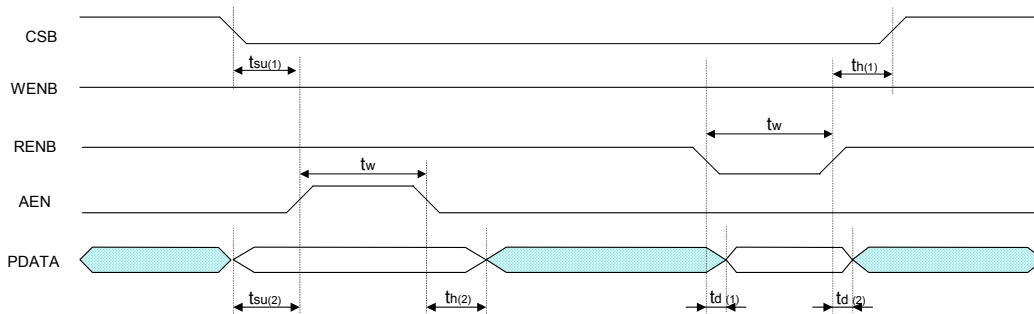 CSB
tsu(1)
th(1)
WENB
tw
RENB
tw
AEN
PDATA
tsu(2)
th(2)
td (1)
td (2)